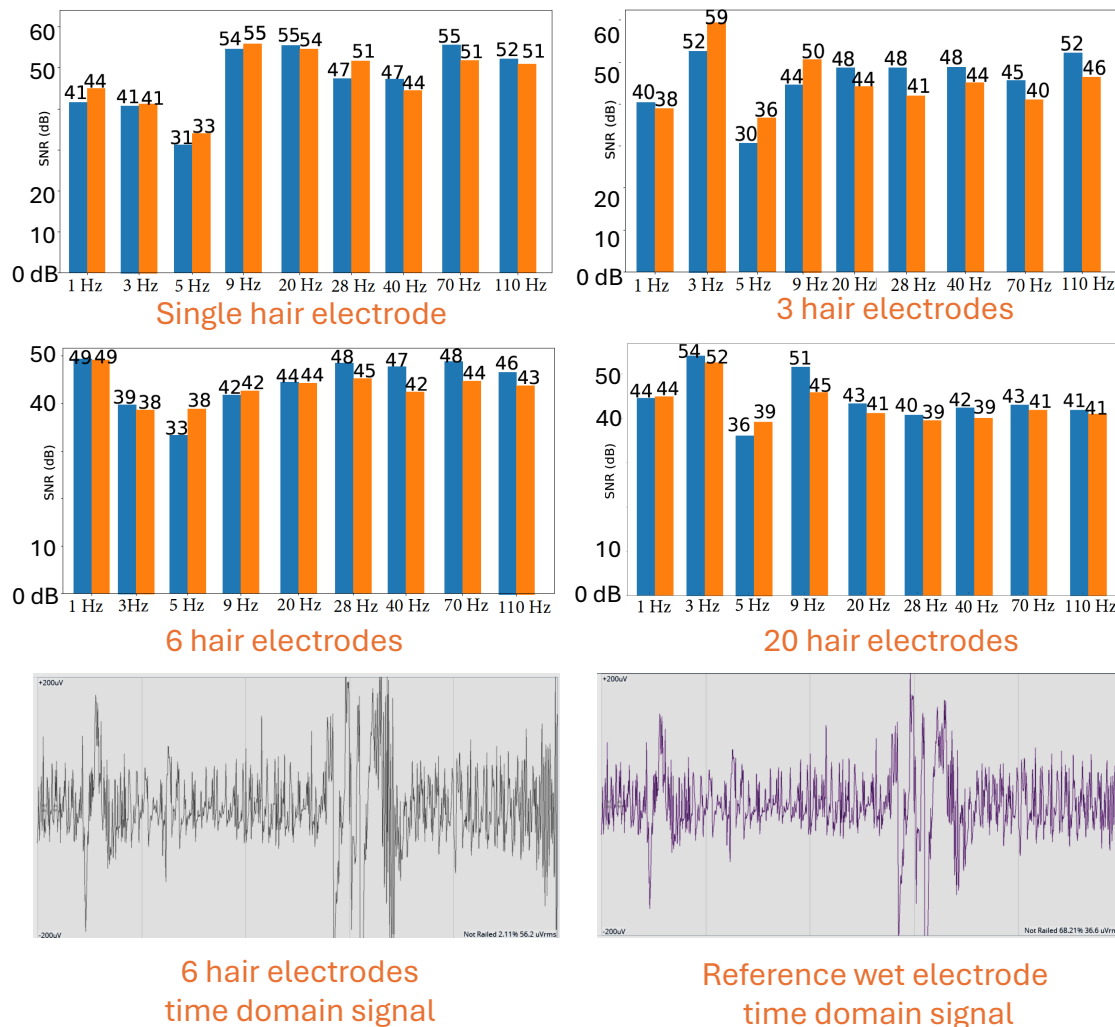 60
50
20
10
0 dB
SNR (dB)
41 44 41 41 31 33 54 55 55 54 47 51 47 44 55 51 52 51
1 Hz 3 Hz 5 Hz 9 Hz 20 Hz 28 Hz 40 Hz 70 Hz 110 Hz
Single hair electrode
60
50
40
20
10
0 dB
SNR (dB)
40 38 52 59 30 36 44 50 48 44 48 41 48 44 45 40 52 46
1 Hz 3 Hz 5 Hz 9 Hz 20 Hz 28 Hz 40 Hz 70 Hz 110 Hz
3 hair electrodes
50
40
10
0 dB
SNR (dB)
49 49 39 38 33 38 42 42 44 44 48 45 47 42 48 44 46 43
1 Hz 3Hz 5 Hz 9 Hz 20 Hz 28 Hz 40 Hz 70 Hz 110 Hz
6 hair electrodes
50
40
10
0 dB
SNR (dB)
44 44 54 52 36 39 51 45 43 41 40 39 42 39 43 41 41 41
1 Hz 3 Hz 5 Hz 9 Hz 20 Hz 28 Hz 40 Hz 70 Hz 110 Hz
20 hair electrodes
+200uV
-200uV
Not Railed 2.11% 56.2 uVrms
6 hair electrodes
time domain signal
+200uV
-200uV
Not Railed 68.21% 36.6 uVrm
Reference wet electrode
time domain signal